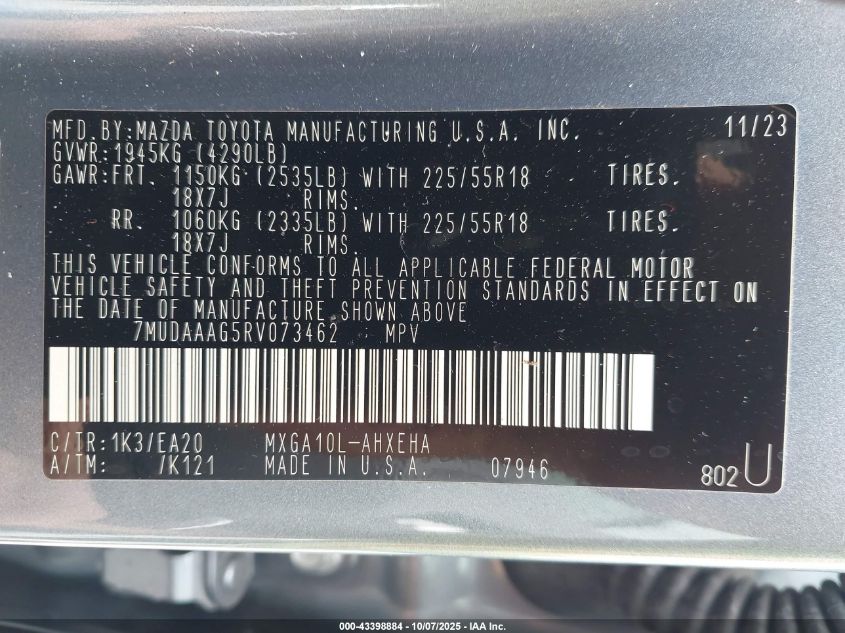 MFD.BY:MAZDA TOYOTA MANUFACTURING U.S.A. INC. 11/23
GVWR:1945KG (4290LB)
GAWR:FRT. 1150KG (2535LB) WITH 225/55R18 TIRES.
18X7J RIMS.
RR. 1060KG (2335LB) WITH 225/55R18 TIRES.
18X7J RIMS.
THIS VEHICLE CONFORMS TO ALL APPLICABLE FEDERAL MOTOR
VEHICLE SAFETY AND THEFT PREVENTION STANDARDS IN EFFECT ON
THE DATE OF MANUFACTURE SHOWN ABOVE
7MUDAAAG5RV073462 MPV
C/TR:1K3/EA20 MXGA10L-AHXEHA
A/TM: /K121 MADE IN U.S.A. 07946 802 U
000-43398884 - 10/07/2025 - IAA Inc.